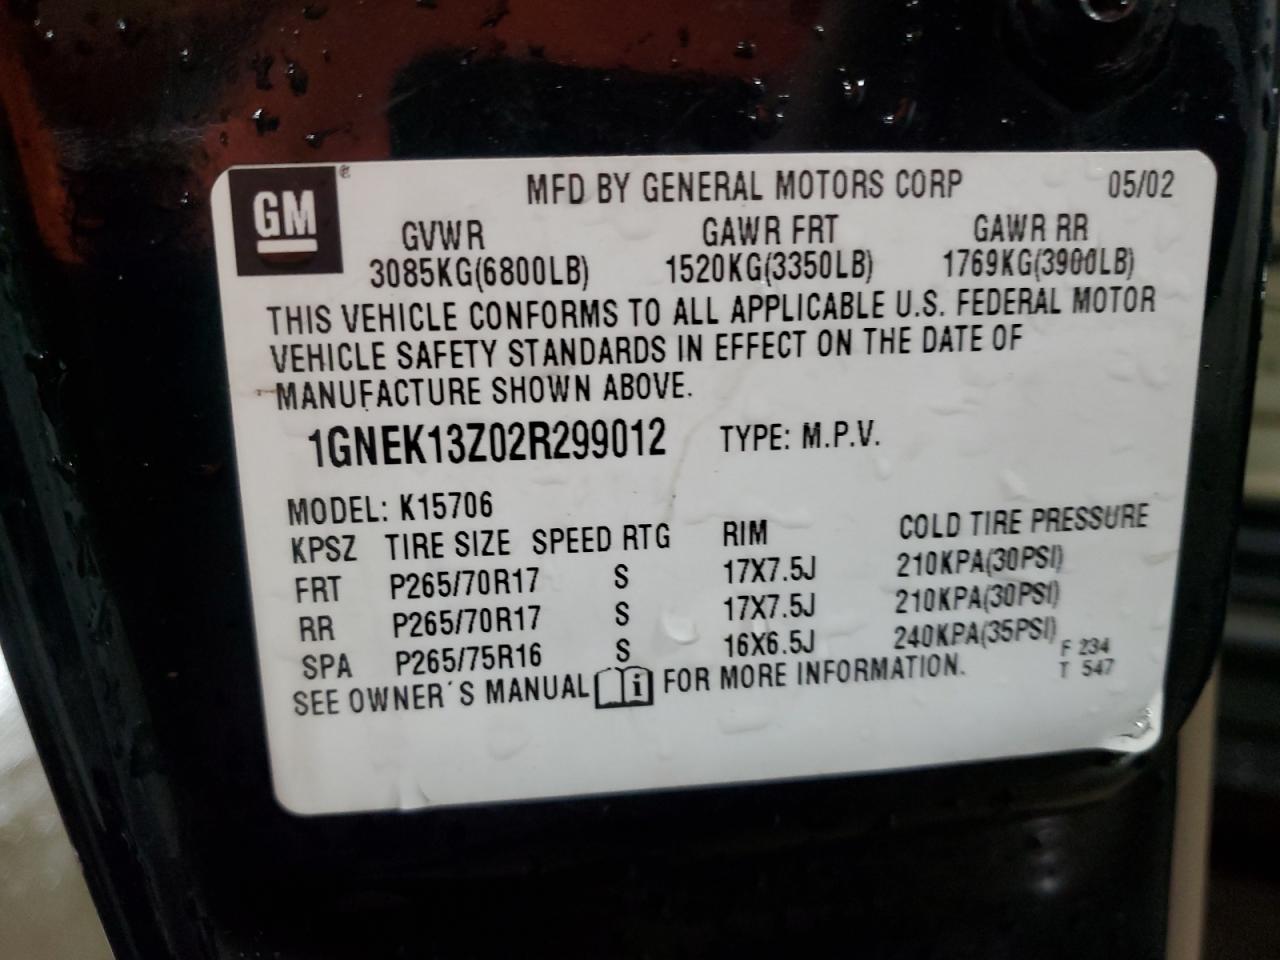 GM ®
MFD BY GENERAL MOTORS CORP 05/02
GVWR GAWR FRT GAWR RR
3085KG(6800LB) 1520KG(3350LB) 1769KG(3900LB)
THIS VEHICLE CONFORMS TO ALL APPLICABLE U.S. FEDERAL MOTOR
VEHICLE SAFETY STANDARDS IN EFFECT ON THE DATE OF
MANUFACTURE SHOWN ABOVE.
1GNEK13Z02R299012 TYPE: M.P.V.
MODEL: K15706
KPSZ TIRE SIZE SPEED RTG RIM COLD TIRE PRESSURE
FRT P265/70R17 S 17X7.5J 210KPA(30PSI)
RR P265/70R17 S 17X7.5J 210KPA(30PSI)
SPA P265/75R16 S 16X6.5J 240KPA(35PSI)
SEE OWNER'S MANUAL i FOR MORE INFORMATION.
F 234
T 547